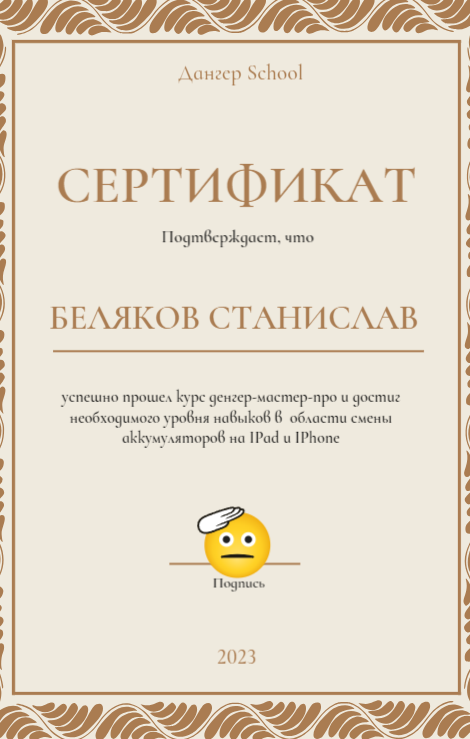 Дангер School
СЕРТИФИКАТ
Подтверждает, что
БЕЛЯКОВ СТАНИСЛАВ
успешно прошел курс денгер-мастер-про и достиг
необходимого уровня навыков в области смены
аккумуляторов на IPad и IPhone
Подпись
2023